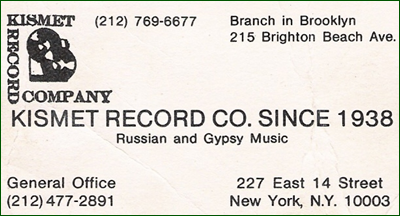 KISMET
RECORD
COMPANY
(212) 769-6677
Branch in Brooklyn
215 Brighton Beach Ave.
KISMET RECORD CO. SINCE 1938
Russian and Gypsy Music
General Office
(212) 477-2891
227 East 14 Street
New York, N.Y. 10003